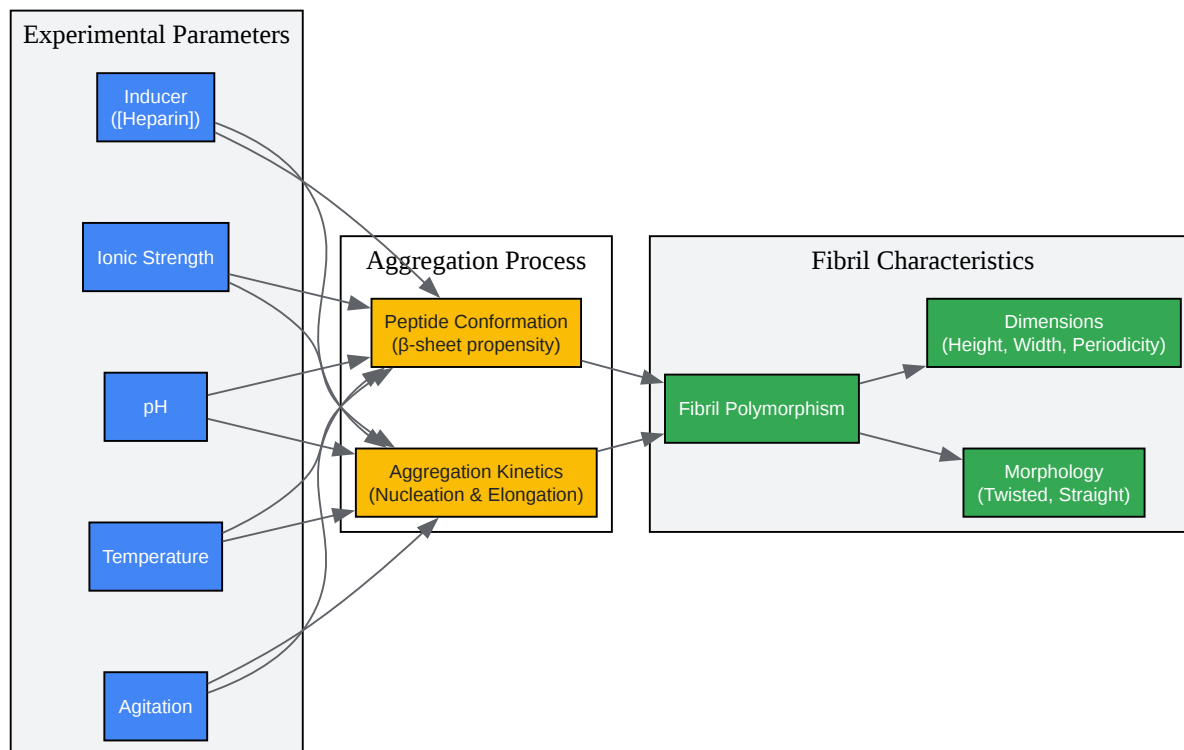 Experimental Parameters
Inducer
([Heparin])
Ionic Strength
pH
Temperature
Agitation
Aggregation Process
Peptide Conformation
(β-sheet propensity)
Aggregation Kinetics
(Nucleation & Elongation)
Fibril Characteristics
Fibril Polymorphism
Dimensions
(Height, Width, Periodicity)
Morphology
(Twisted, Straight)